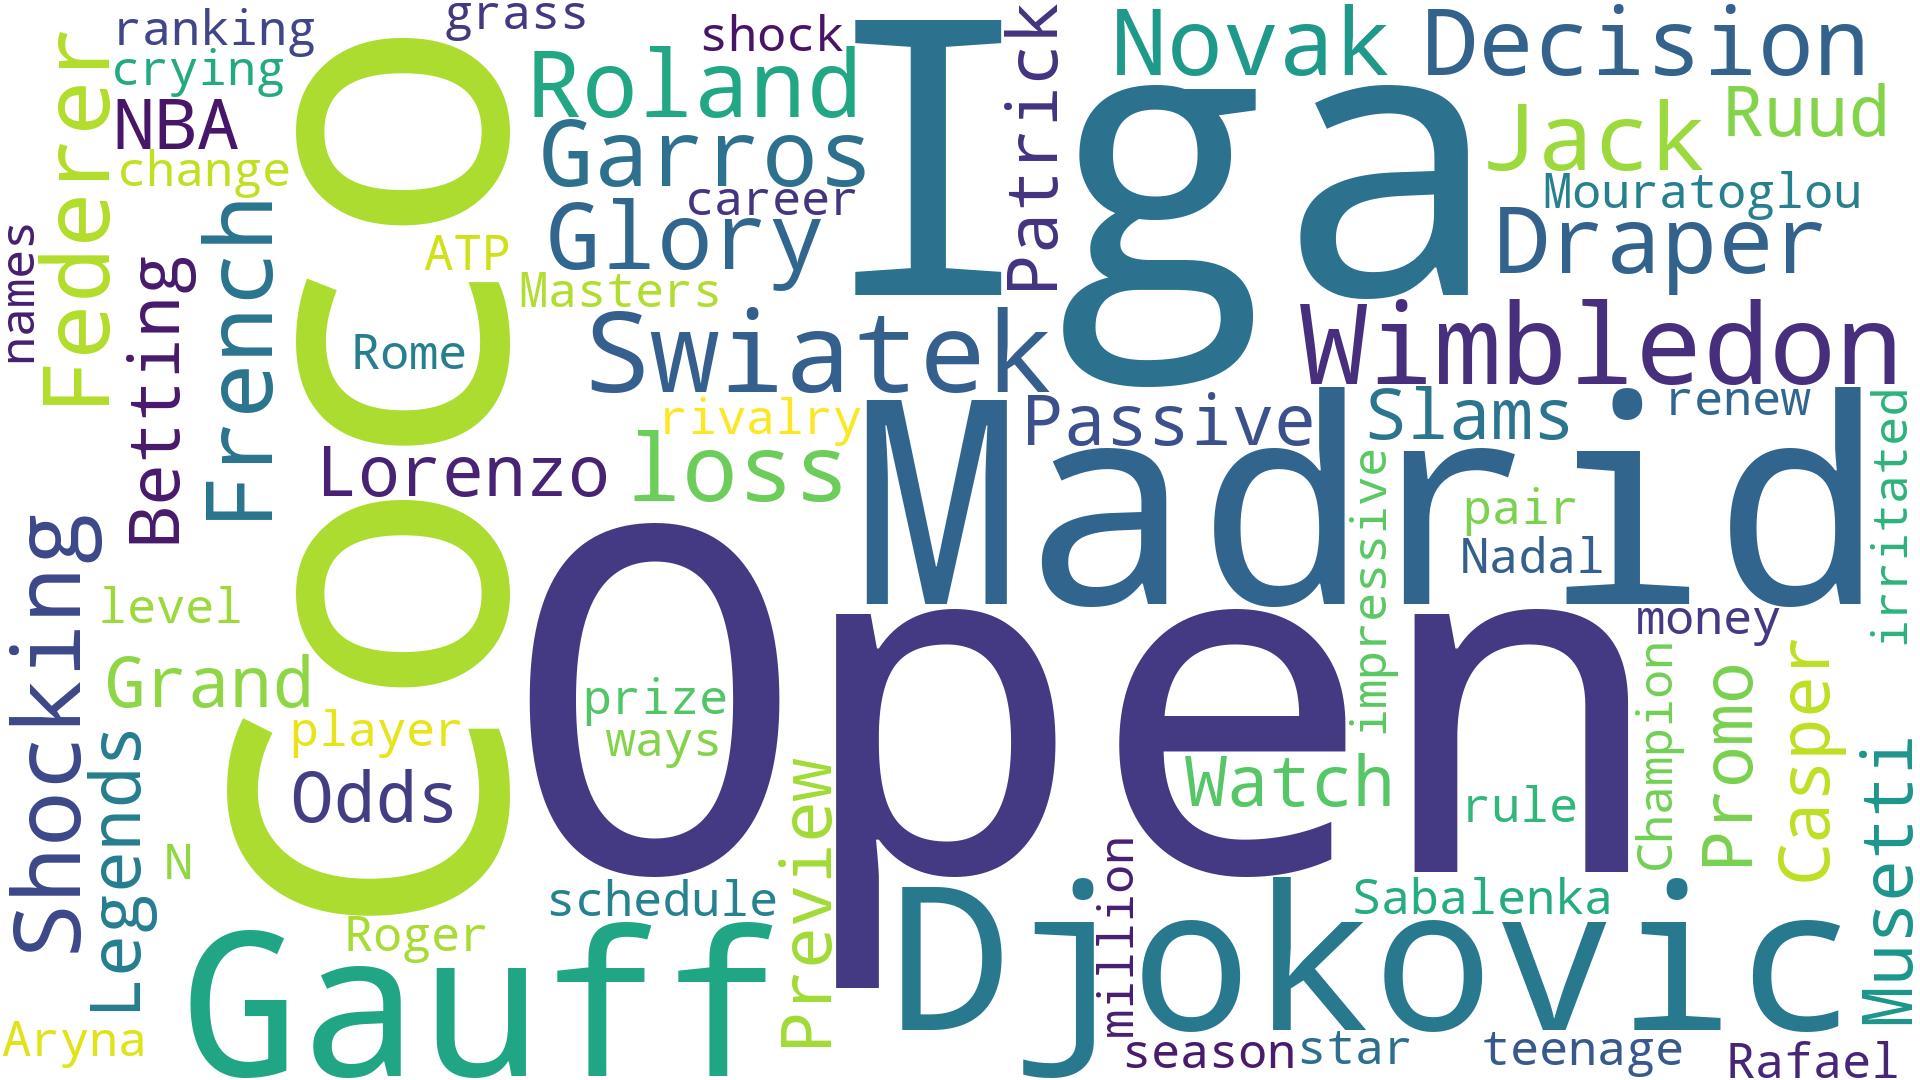 ranking
grass
shock
Iga
Patrick
Novak
Decision
crying
Roland
Federer
NBA
Coco
Garros
Jack
Ruud
change
career
Mouratoglou
names
French
Glory
Draper
ATP
Betting
Masters
Rome
Swiatek
Wimbledon
rivalry
Madrid
Passive
Slams
renew
irritated
Lorenzo
loss
impressive
pair
Nadal
Shocking
level
Open
money
Grand
prize
Champion
Promo
Casper
player
ways
Legends
Odds
Preview
Watch
rule
Musetti
N
schedule
million
Sabalenka
Roger
Gauff
Djokovic
Aryna
season
star
teenage
Rafael